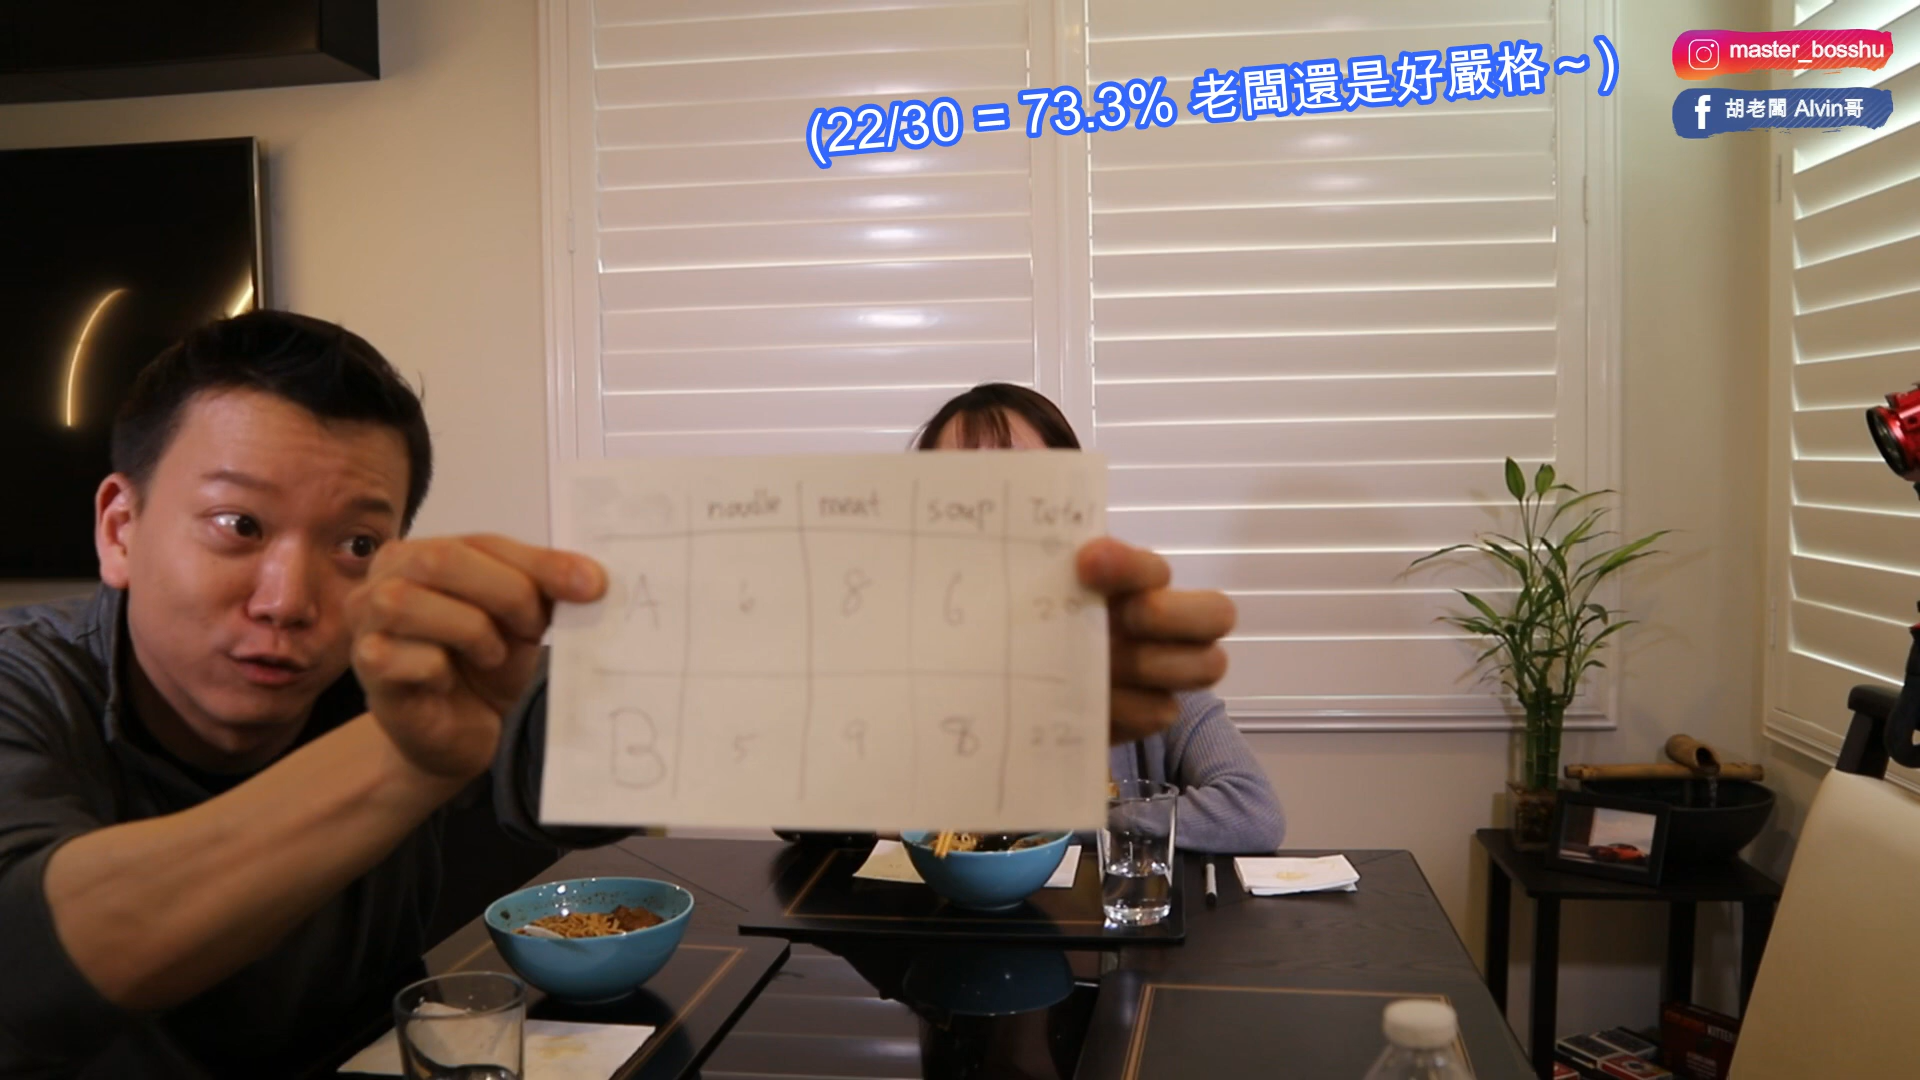 (22/30 = 73.3% 老闆還是好嚴格~)
master_bosshu
胡老闆 Alvin哥
noodle meat soup Total
A 6 8 6 20
B 5 9 8 22